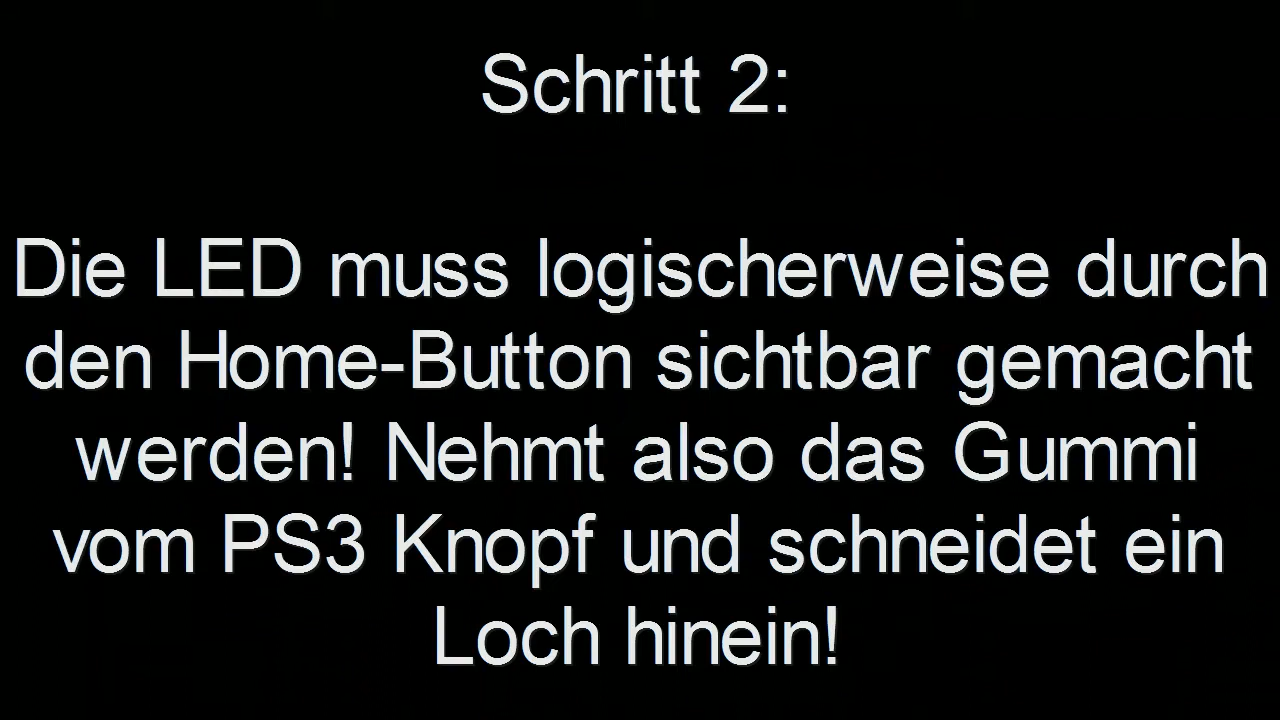 Schritt 2:
Die LED muss logischerweise durch
den Home-Button sichtbar gemacht
werden! Nehmt also das Gummi
vom PS3 Knopf und schneidet ein
Loch hinein!